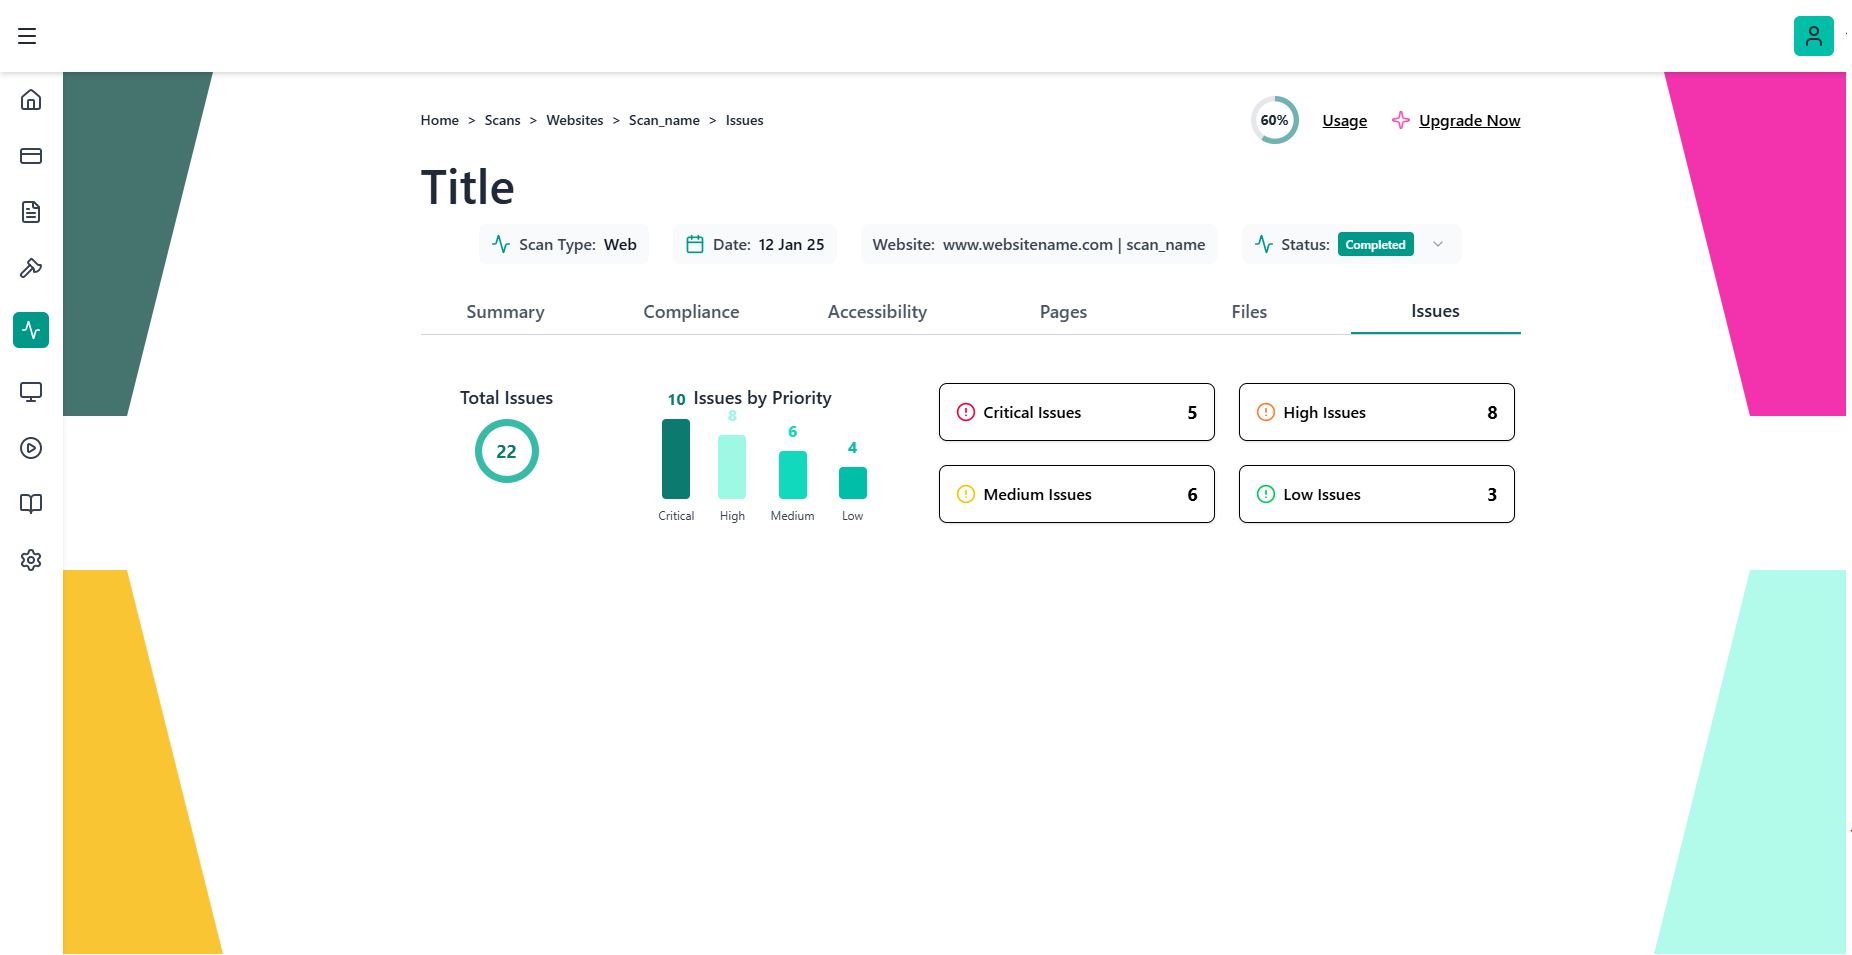 Home > Scans > Websites > Scan_name > Issues
60% Usage Upgrade Now
Title
Scan Type: Web Date: 12 Jan 25 Website: www.websitename.com | scan_name Status: Completed
Summary Compliance Accessibility Pages Files Issues
Total Issues
22
Issues by Priority
10
8
6
4
Critical High Medium Low
Critical Issues 5
High Issues 8
Medium Issues 6
Low Issues 3